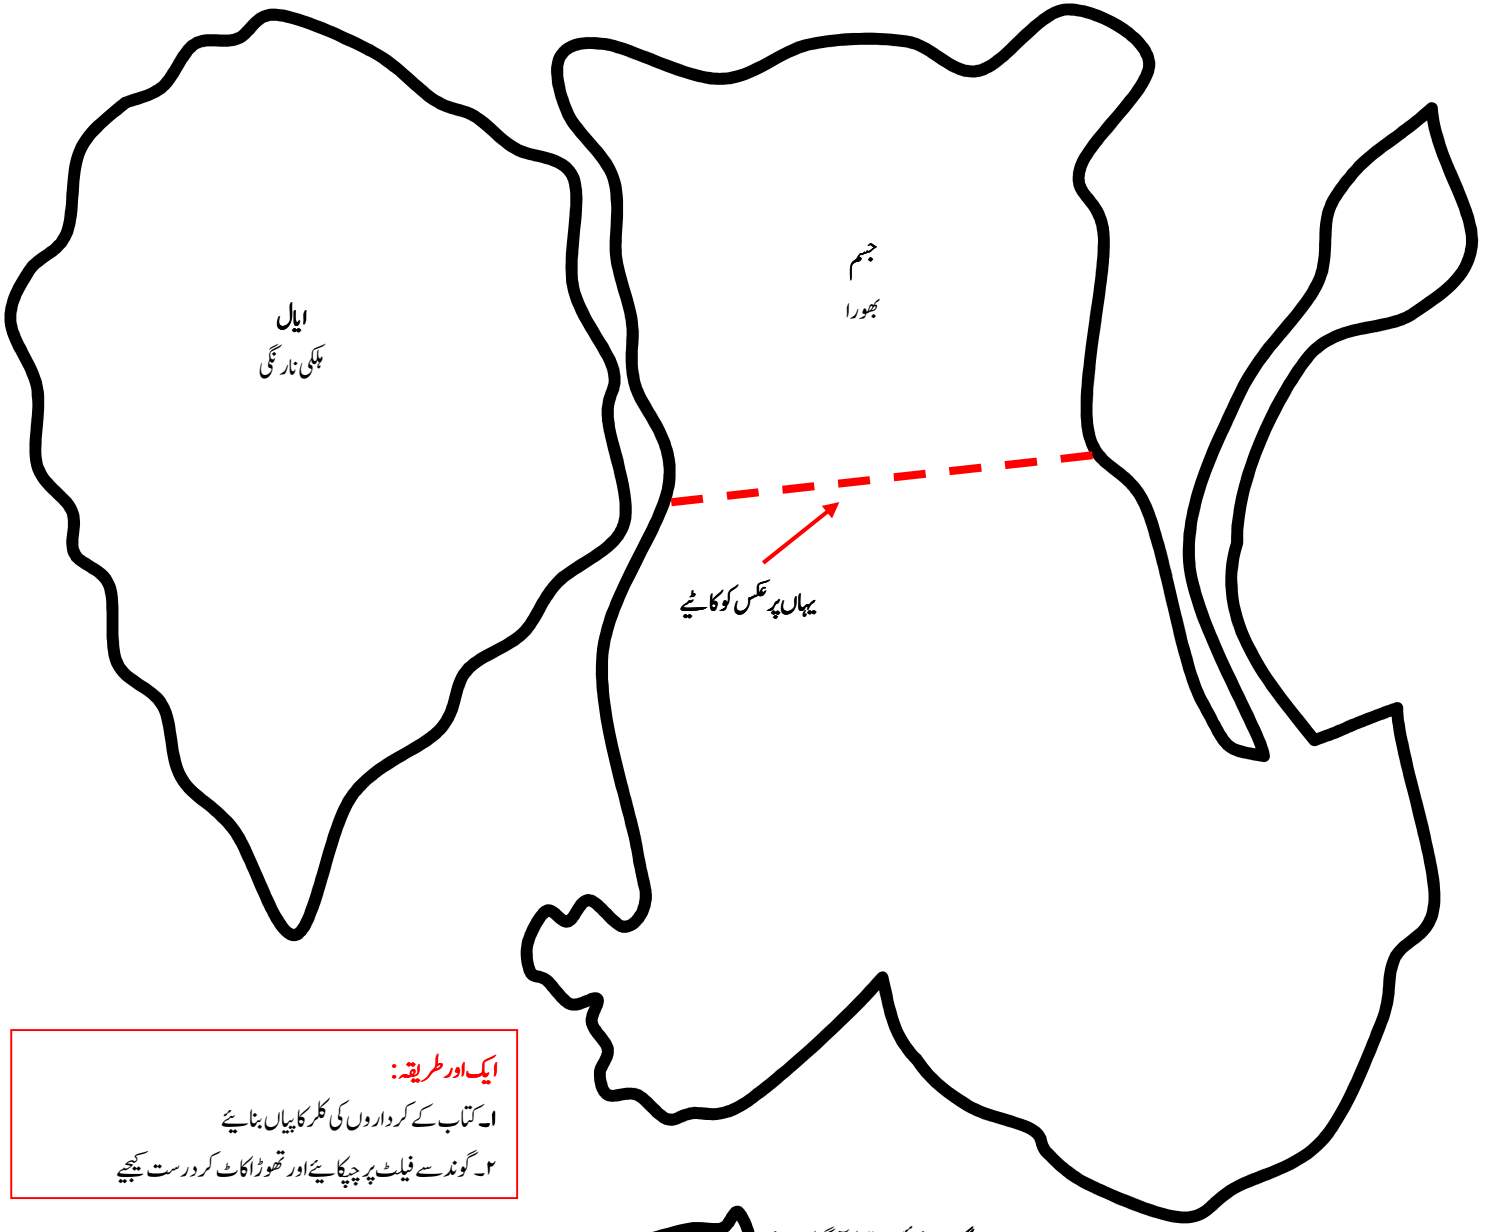 جسم
بھورا
ایال
ہلکی نارنگی
یہاں پر عکس کو کاٹیے
ایک اور طریقہ:
۱۔ کتاب کے کرداروں کی کلر کاپیاں بنائیے
۲۔ گوند سے فیلٹ پر چپکائیے اور تھوڑا کاٹ کر درست کیجیے